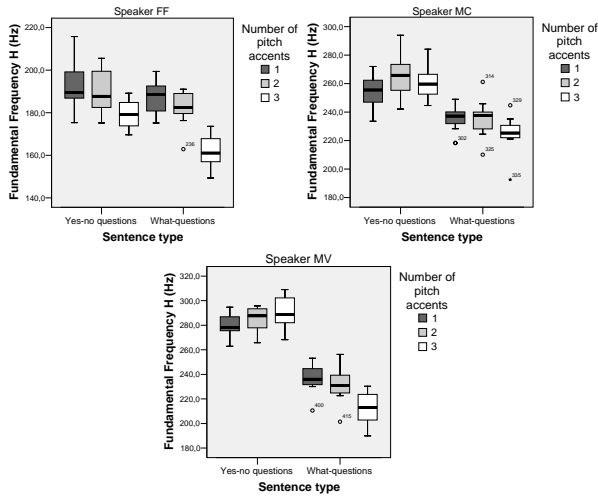 Speaker FF
Fundamental Frequency H (Hz)
220,0
200,0
180,0
160,0
140,0
236
Yes-no questions What-questions
Sentence type
Number of
pitch
accents
1
2
3
Speaker MC
Fundamental Frequency H (Hz)
300,0
280,0
260,0
240,0
220,0
200,0
180,0
314
302
325
329
335
Yes-no questions What-questions
Sentence type
Number of
pitch
accents
1
2
3
Speaker MV
Fundamental Frequency H (Hz)
320,0
300,0
280,0
260,0
240,0
220,0
200,0
180,0
400
415
Yes-no questions What-questions
Sentence type
Number of
pitch
accents
1
2
3